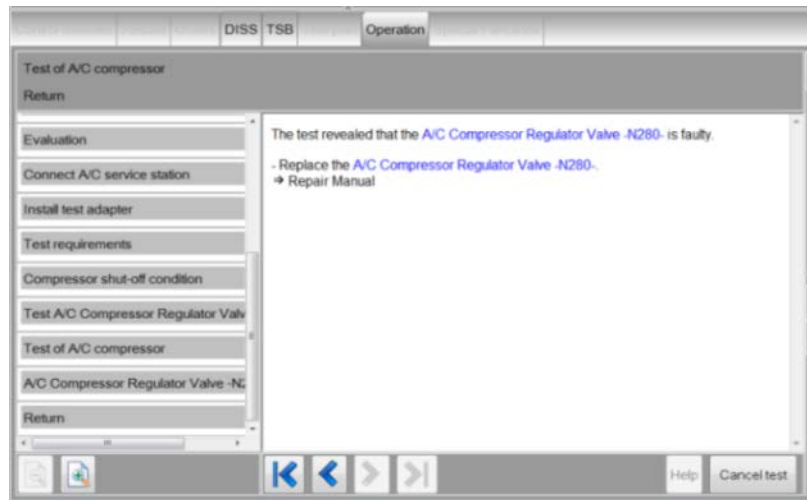 DISS TSB Operation
Test of A/C compressor
Return
Evaluation
Connect A/C service station
Install test adapter
Test requirements
Compressor shut-off condition
Test A/C Compressor Regulator Valv
Test of A/C compressor
A/C Compressor Regulator Valve -N2
Return
The test revealed that the A/C Compressor Regulator Valve -N280- is faulty.
- Replace the A/C Compressor Regulator Valve -N280-.
→ Repair Manual
Help Cancel test